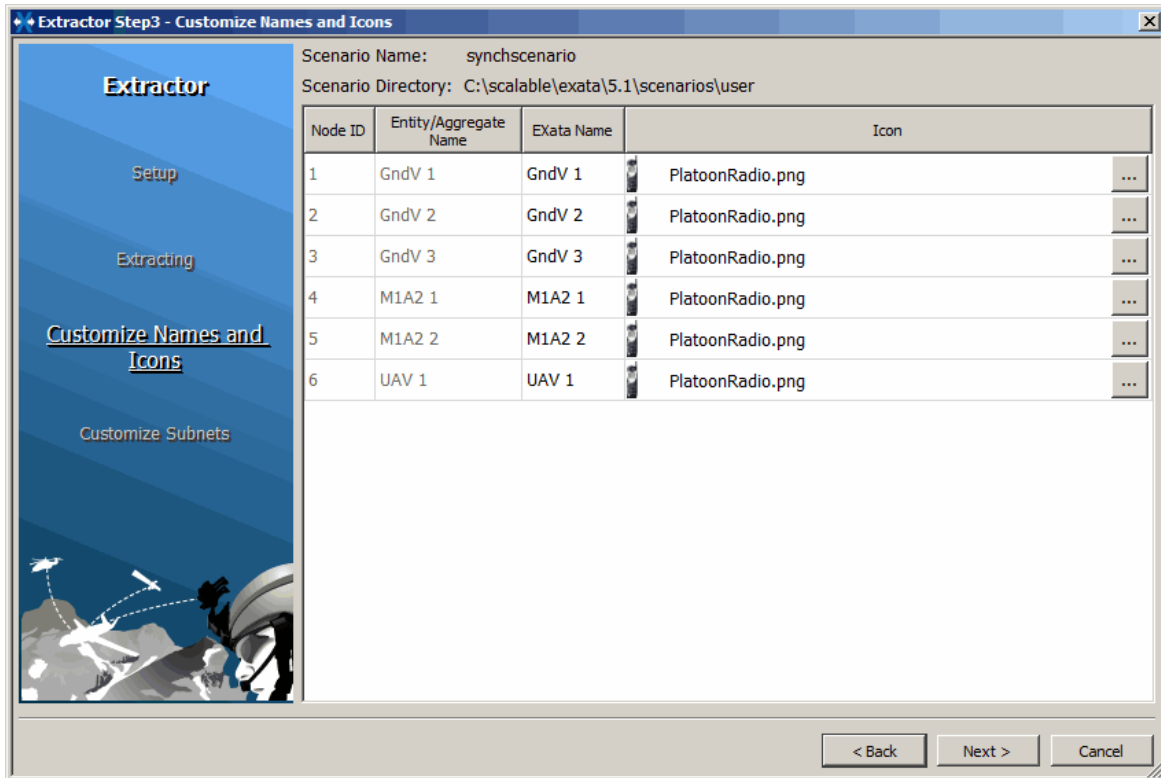 Extractor Step3 - Customize Names and Icons
Extractor
Setup
Extracting
Customize Names and
Icons
Customize Subnets
Scenario Name: synchscenario
Scenario Directory: C:\scalable\exata\5.1\scenarios\user
Node ID Entity/Aggregate Name EXata Name Icon
1 GndV 1 GndV 1 PlatoonRadio.png ...
2 GndV 2 GndV 2 PlatoonRadio.png ...
3 GndV 3 GndV 3 PlatoonRadio.png ...
4 M1A2 1 M1A2 1 PlatoonRadio.png ...
5 M1A2 2 M1A2 2 PlatoonRadio.png ...
6 UAV 1 UAV 1 PlatoonRadio.png ...
< Back Next > Cancel